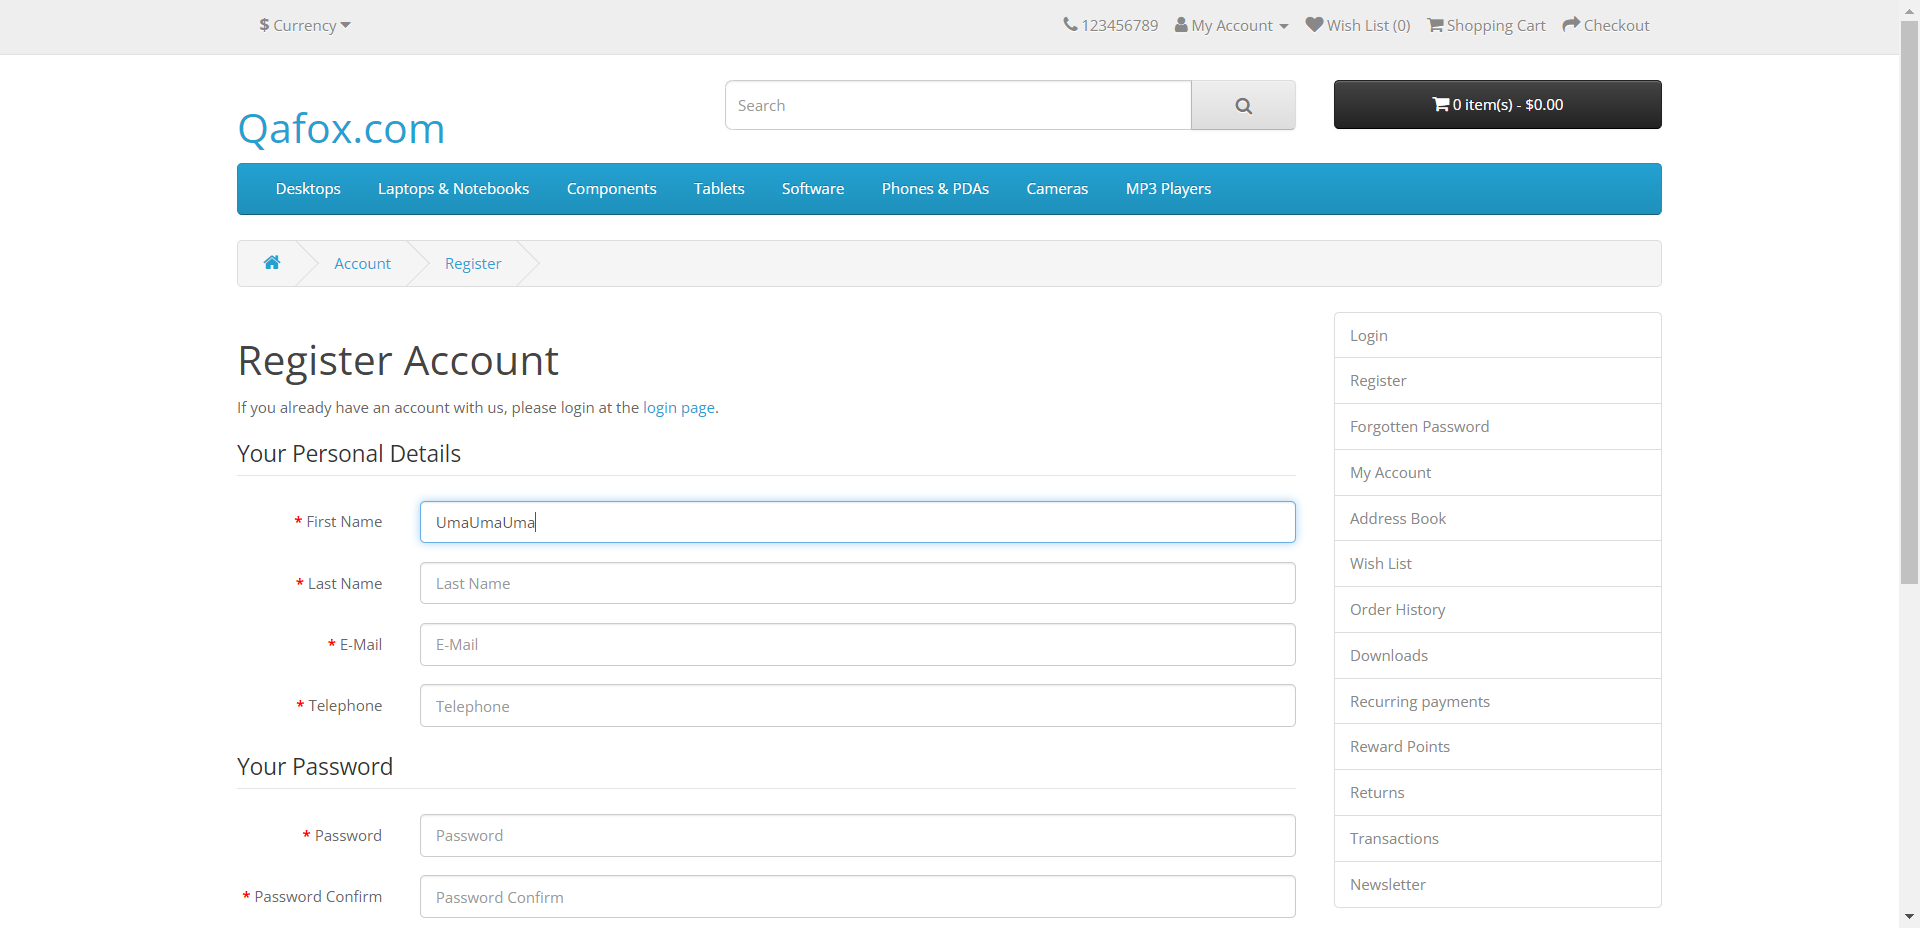 $ Currency
123456789 My Account Wish List (0) Shopping Cart Checkout
Qafox.com
Search
0 item(s) - $0.00
Desktops Laptops & Notebooks Components Tablets Software Phones & PDAs Cameras MP3 Players
Account Register
Register Account
If you already have an account with us, please login at the login page.
Your Personal Details
* First Name UmaUmaUma
* Last Name Last Name
* E-Mail E-Mail
* Telephone Telephone
Your Password
* Password Password
* Password Confirm Password Confirm
Login
Register
Forgotten Password
My Account
Address Book
Wish List
Order History
Downloads
Recurring payments
Reward Points
Returns
Transactions
Newsletter